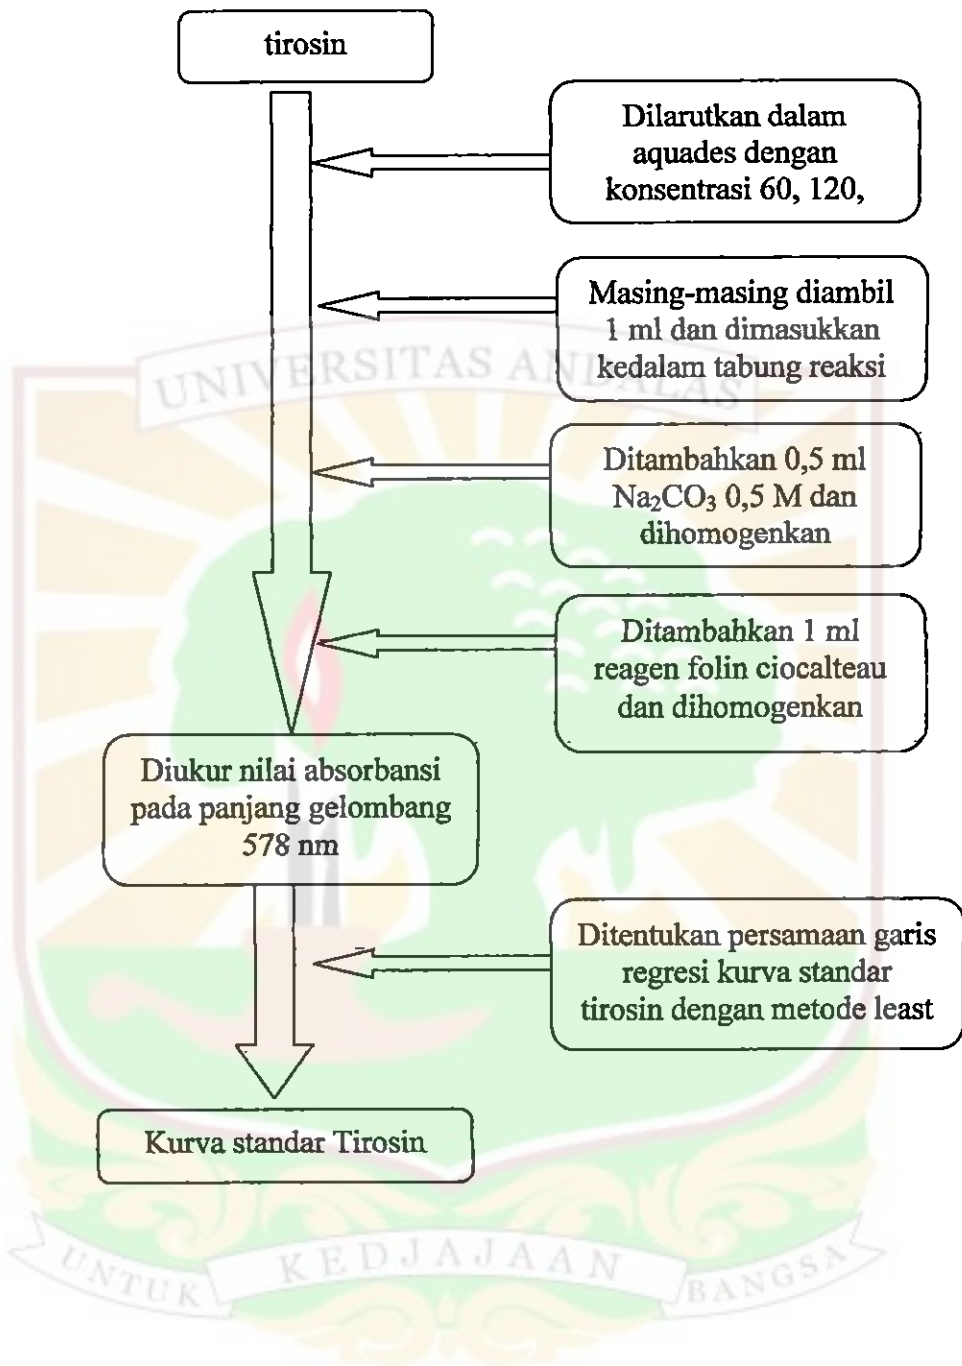 tirosin
Dilarutkan dalam
aquades dengan
konsentrasi 60, 120,
Masing-masing diambil
1 ml dan dimasukkan
kedalam tabung reaksi
UNIVERSITAS ANDALAS
Ditambahkan 0,5 ml
Na₂CO₃ 0,5 M dan
dihomogenkan
Ditambahkan 1 ml
reagen folin ciocalteau
dan dihomogenkan
Diukur nilai absorbansi
pada panjang gelombang
578 nm
Ditentukan persamaan garis
regresi kurva standar
tirosin dengan metode least
Kurva standar Tirosin
UNTUK KEDJAJAAN BANGSA